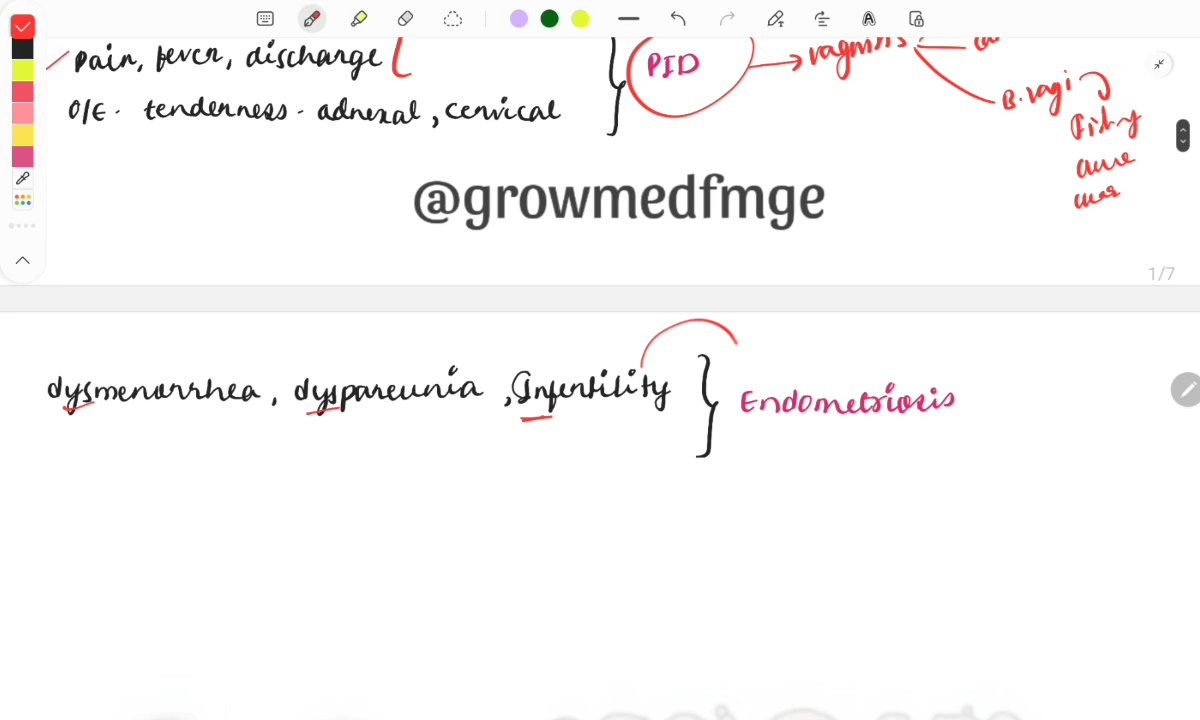 pain, fever, discharge
PID
vaginitis
B. vagi
O/E - tenderness - adnexal, cervical
Fishy
@growmedfmge
1/7
dysmenorrhea, dyspareunia, Infertility
Endometriosis